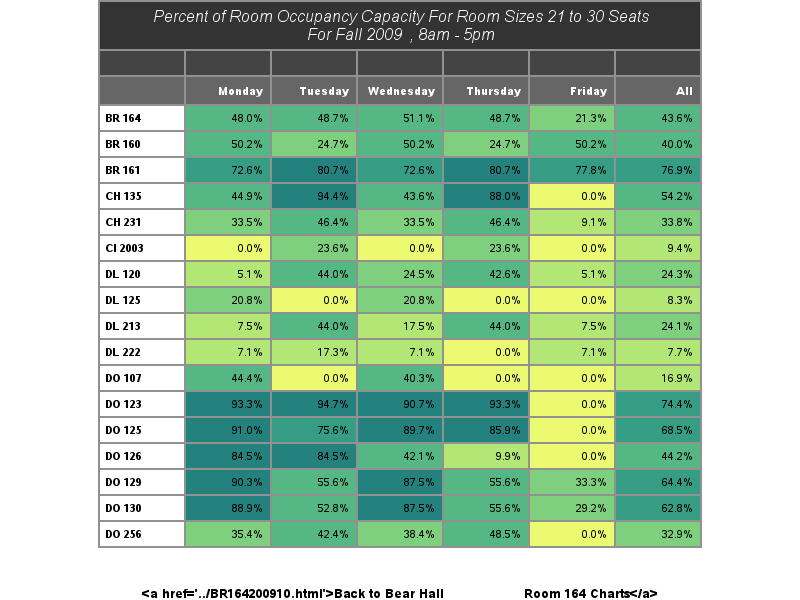 Percent of Room Occupancy Capacity For Room Sizes 21 to 30 Seats
For Fall 2009 , 8am - 5pm
Monday Tuesday Wednesday Thursday Friday All
BR 164 48.0% 48.7% 51.1% 48.7% 21.3% 43.6%
BR 160 50.2% 24.7% 50.2% 24.7% 50.2% 40.0%
BR 161 72.6% 80.7% 72.6% 80.7% 77.8% 76.9%
CH 135 44.9% 94.4% 43.6% 88.0% 0.0% 54.2%
CH 231 33.5% 46.4% 33.5% 46.4% 9.1% 33.8%
CI 2003 0.0% 23.6% 0.0% 23.6% 0.0% 9.4%
DL 120 5.1% 44.0% 24.5% 42.6% 5.1% 24.3%
DL 125 20.8% 0.0% 20.8% 0.0% 0.0% 8.3%
DL 213 7.5% 44.0% 17.5% 44.0% 7.5% 24.1%
DL 222 7.1% 17.3% 7.1% 0.0% 7.1% 7.7%
DO 107 44.4% 0.0% 40.3% 0.0% 0.0% 16.9%
DO 123 93.3% 94.7% 90.7% 93.3% 0.0% 74.4%
DO 125 91.0% 75.6% 89.7% 85.9% 0.0% 68.5%
DO 126 84.5% 84.5% 42.1% 9.9% 0.0% 44.2%
DO 129 90.3% 55.6% 87.5% 55.6% 33.3% 64.4%
DO 130 88.9% 52.8% 87.5% 55.6% 29.2% 62.8%
DO 256 35.4% 42.4% 38.4% 48.5% 0.0% 32.9%
<a href='../BR164200910.html'>Back to Bear Hall Room 164 Charts</a>